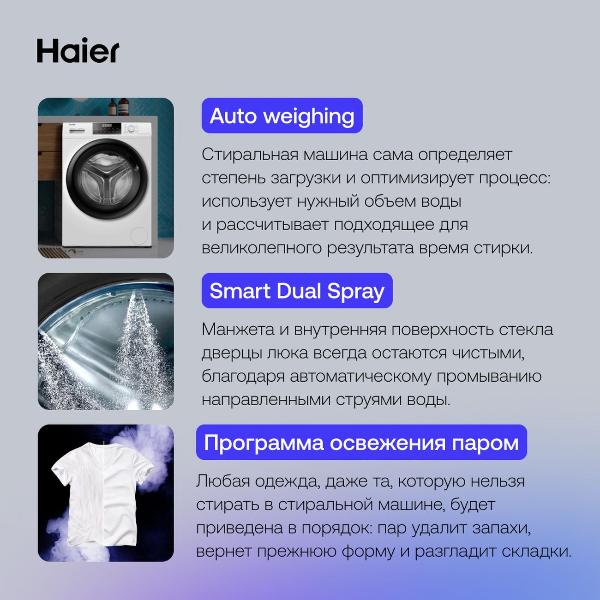 Haier
Auto weighing
Стиральная машина сама определяет
степень загрузки и оптимизирует процесс:
использует нужный объем воды
и рассчитывает подходящее для
великолепного результата время стирки.
Smart Dual Spray
Манжета и внутренняя поверхность стекла
дверцы люка всегда остаются чистыми,
благодаря автоматическому промыванию
направленными струями воды.
Программа освежения паром
Любая одежда, даже та, которую нельзя
стирать в стиральной машине, будет
приведена в порядок: пар удалит запахи,
вернет прежнюю форму и разгладит складки.